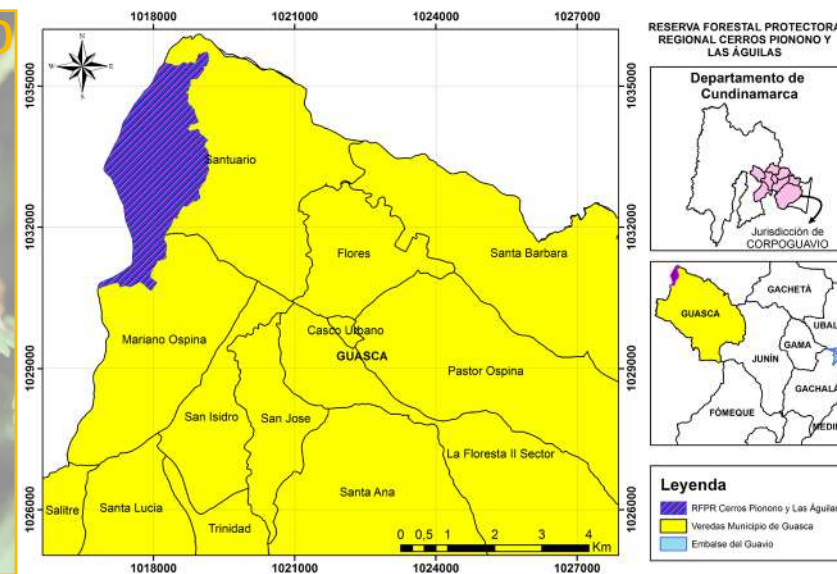 1018000 1021000 1024000 1027000
N
W E
S
1035000 1035000
Santuario
1032000 1032000
Flores
Santa Barbara
Mariano Ospina
Casco Urbano
GUASCA
1029000 1029000
Pastor Ospina
San Isidro
San Jose
La Floresta II Sector
Santa Ana
Salitre
Santa Lucia
1026000 1026000
Trinidad
0 0,5 1 2 3 4
Km
1018000 1021000 1024000 1027000
RESERVA FORESTAL PROTECTORA
REGIONAL CERROS PIONONO Y
LAS ÁGUILAS
Departamento de
Cundinamarca
Jurisdicción de
CORPOGUAVIO
GACHETÁ
GUASCA
GAMA
JUNÍN
FÓMEQUE
Leyenda
RFPR Cerros Pionono y Las Águilas
Veredas Municipio de Guasca
Embalse del Guavio